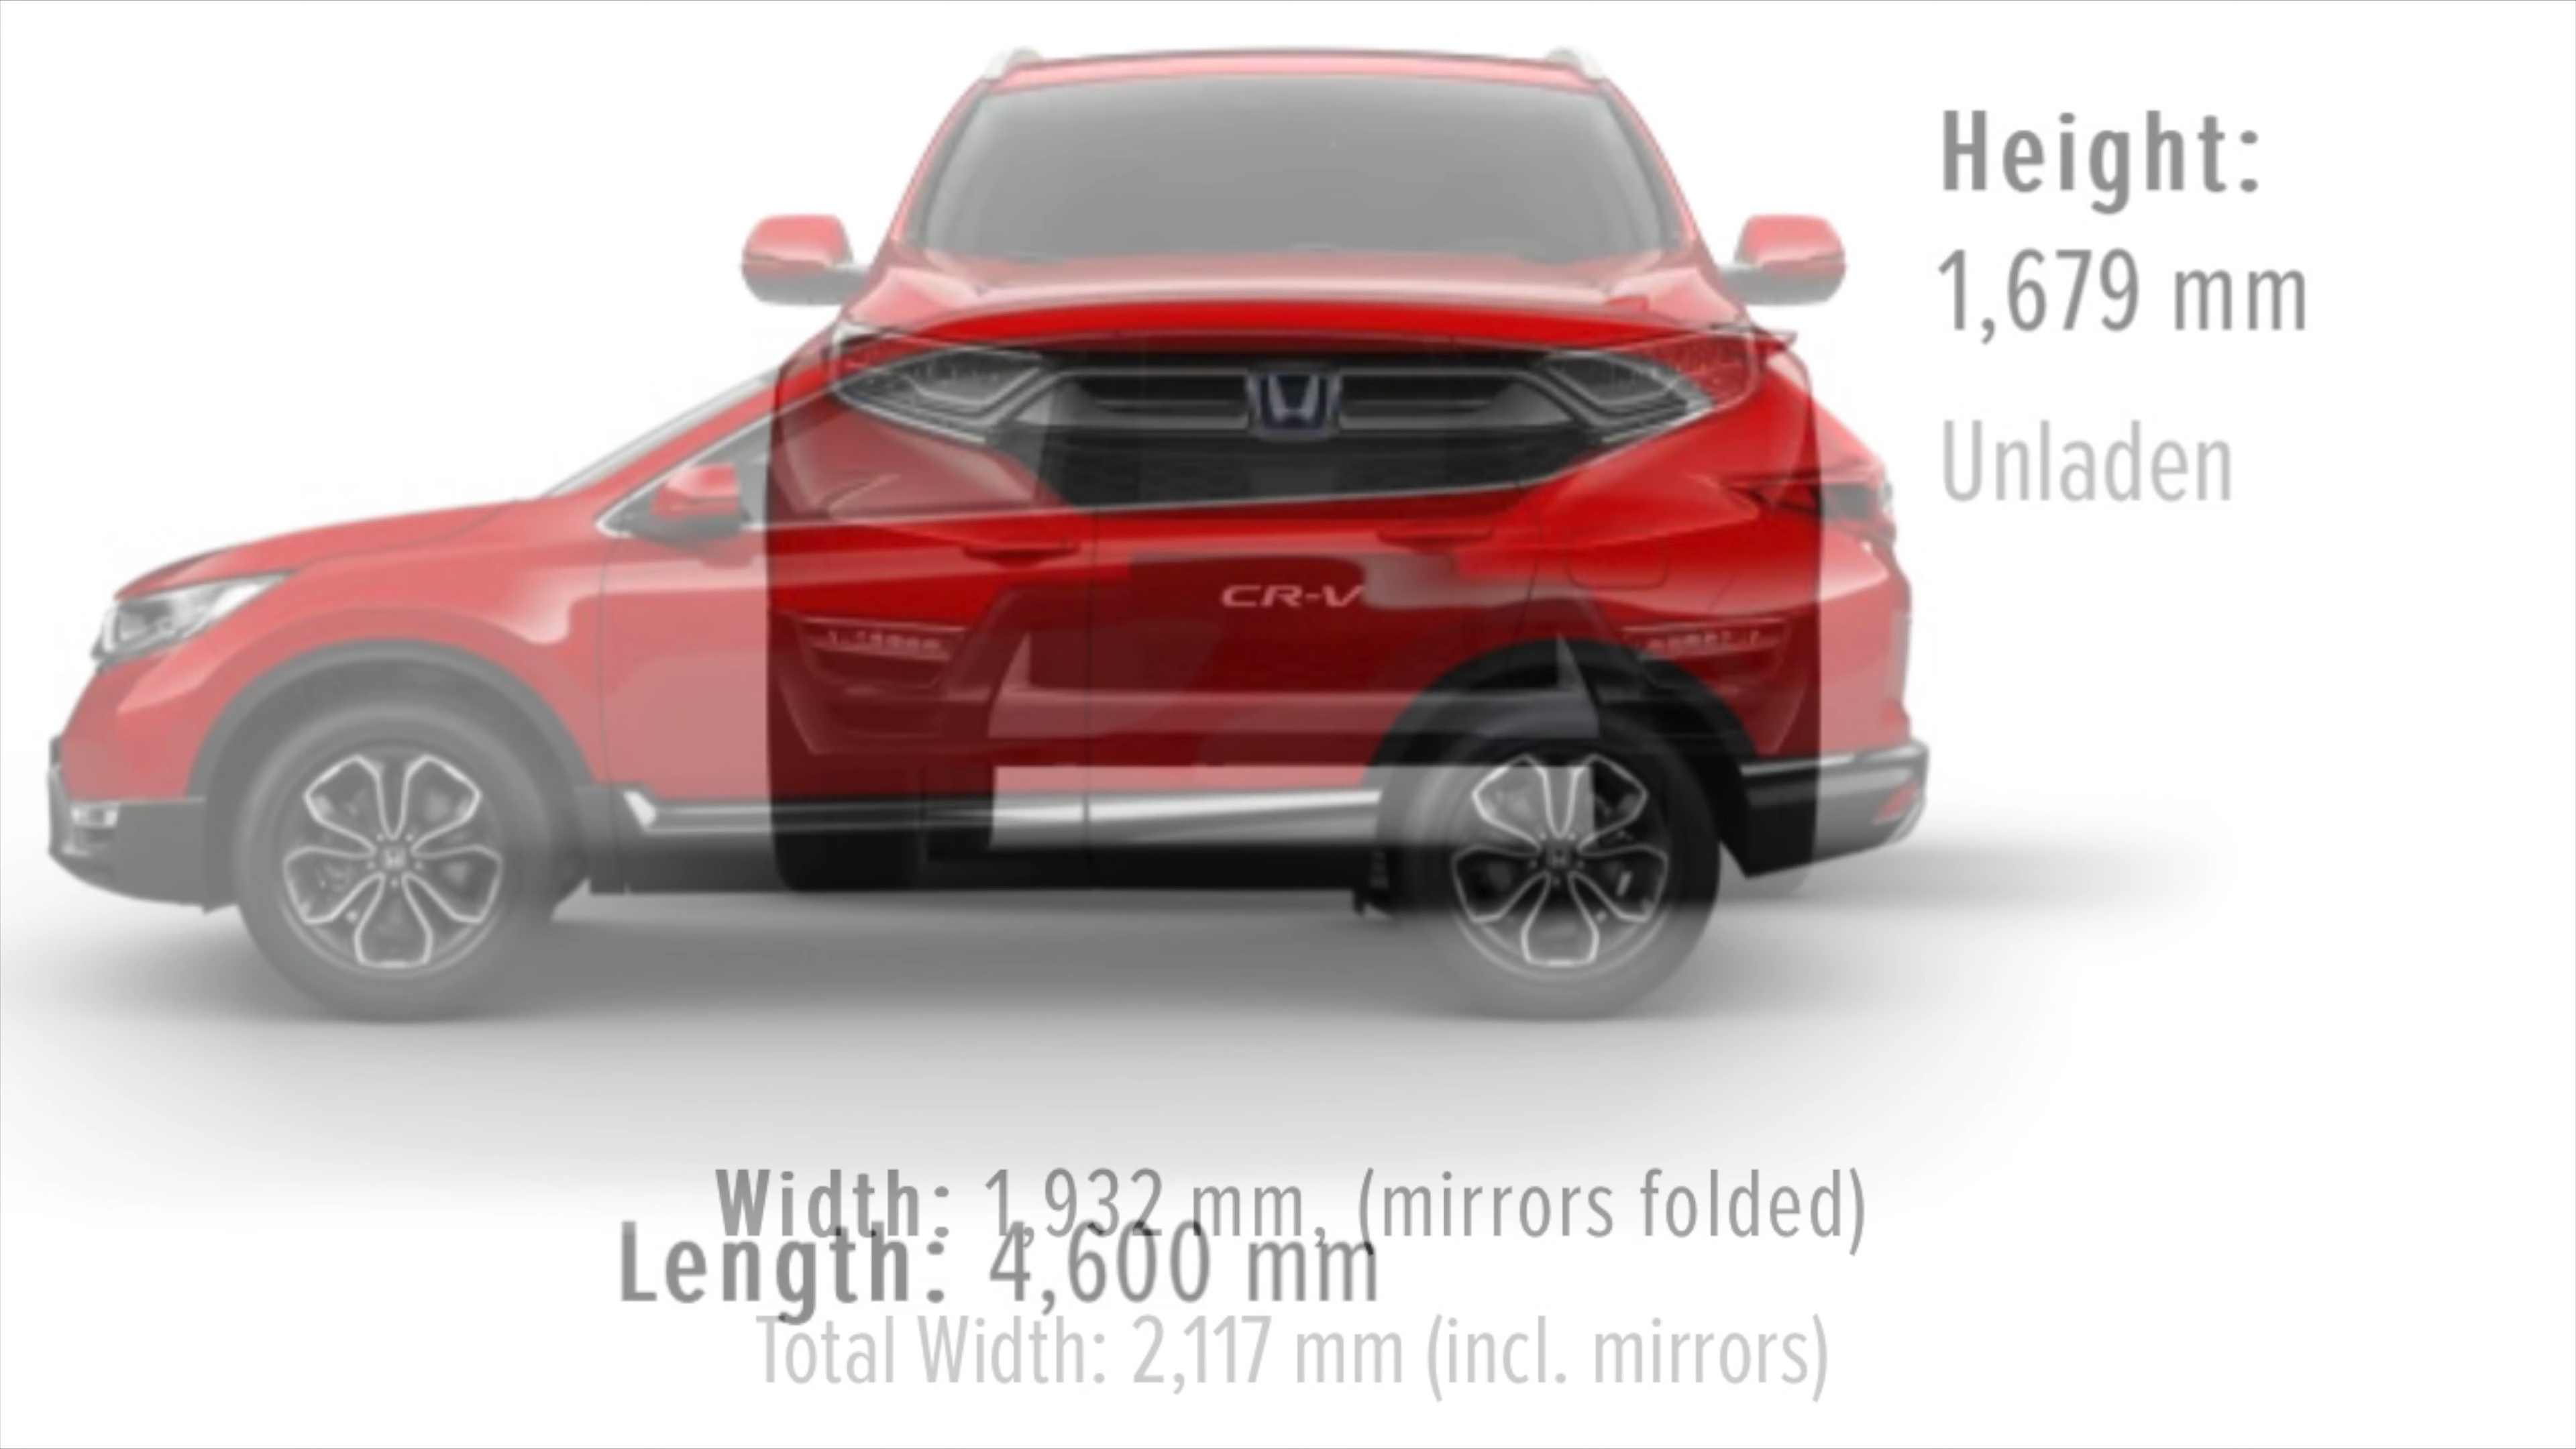 Height:
1,679 mm
Unladen
CR-V
Width: 1,932 mm, (mirrors folded)
Length: 4,600 mm
Total Width: 2,117 mm (incl. mirrors)